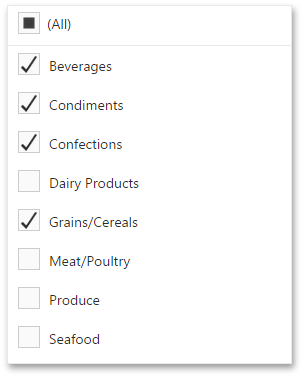 (All)
Beverages
Condiments
Confections
Dairy Products
Grains/Cereals
Meat/Poultry
Produce
Seafood